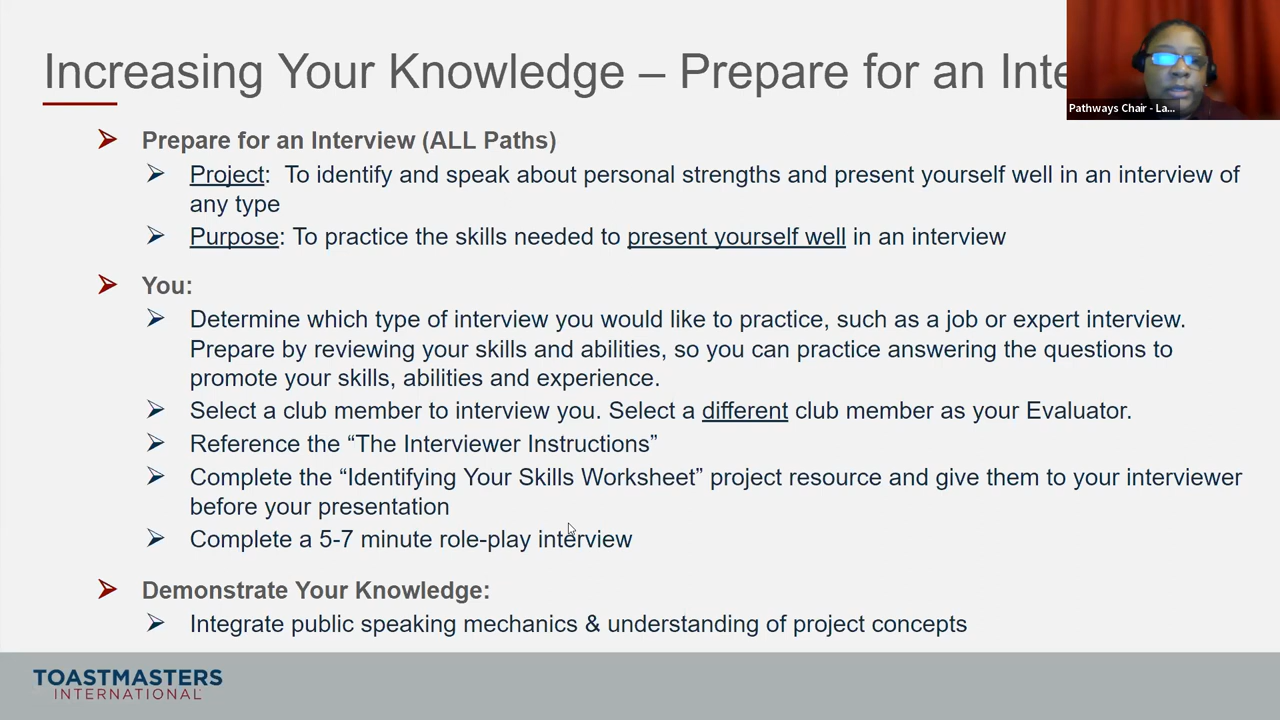 Increasing Your Knowledge – Prepare for an Inte
Pathways Chair - La...
Prepare for an Interview (ALL Paths)
Project: To identify and speak about personal strengths and present yourself well in an interview of
any type
Purpose: To practice the skills needed to present yourself well in an interview
You:
Determine which type of interview you would like to practice, such as a job or expert interview.
Prepare by reviewing your skills and abilities, so you can practice answering the questions to
promote your skills, abilities and experience.
Select a club member to interview you. Select a different club member as your Evaluator.
Reference the “The Interviewer Instructions”
Complete the “Identifying Your Skills Worksheet” project resource and give them to your interviewer
before your presentation
Complete a 5-7 minute role-play interview
Demonstrate Your Knowledge:
Integrate public speaking mechanics & understanding of project concepts
TOASTMASTERS
INTERNATIONAL